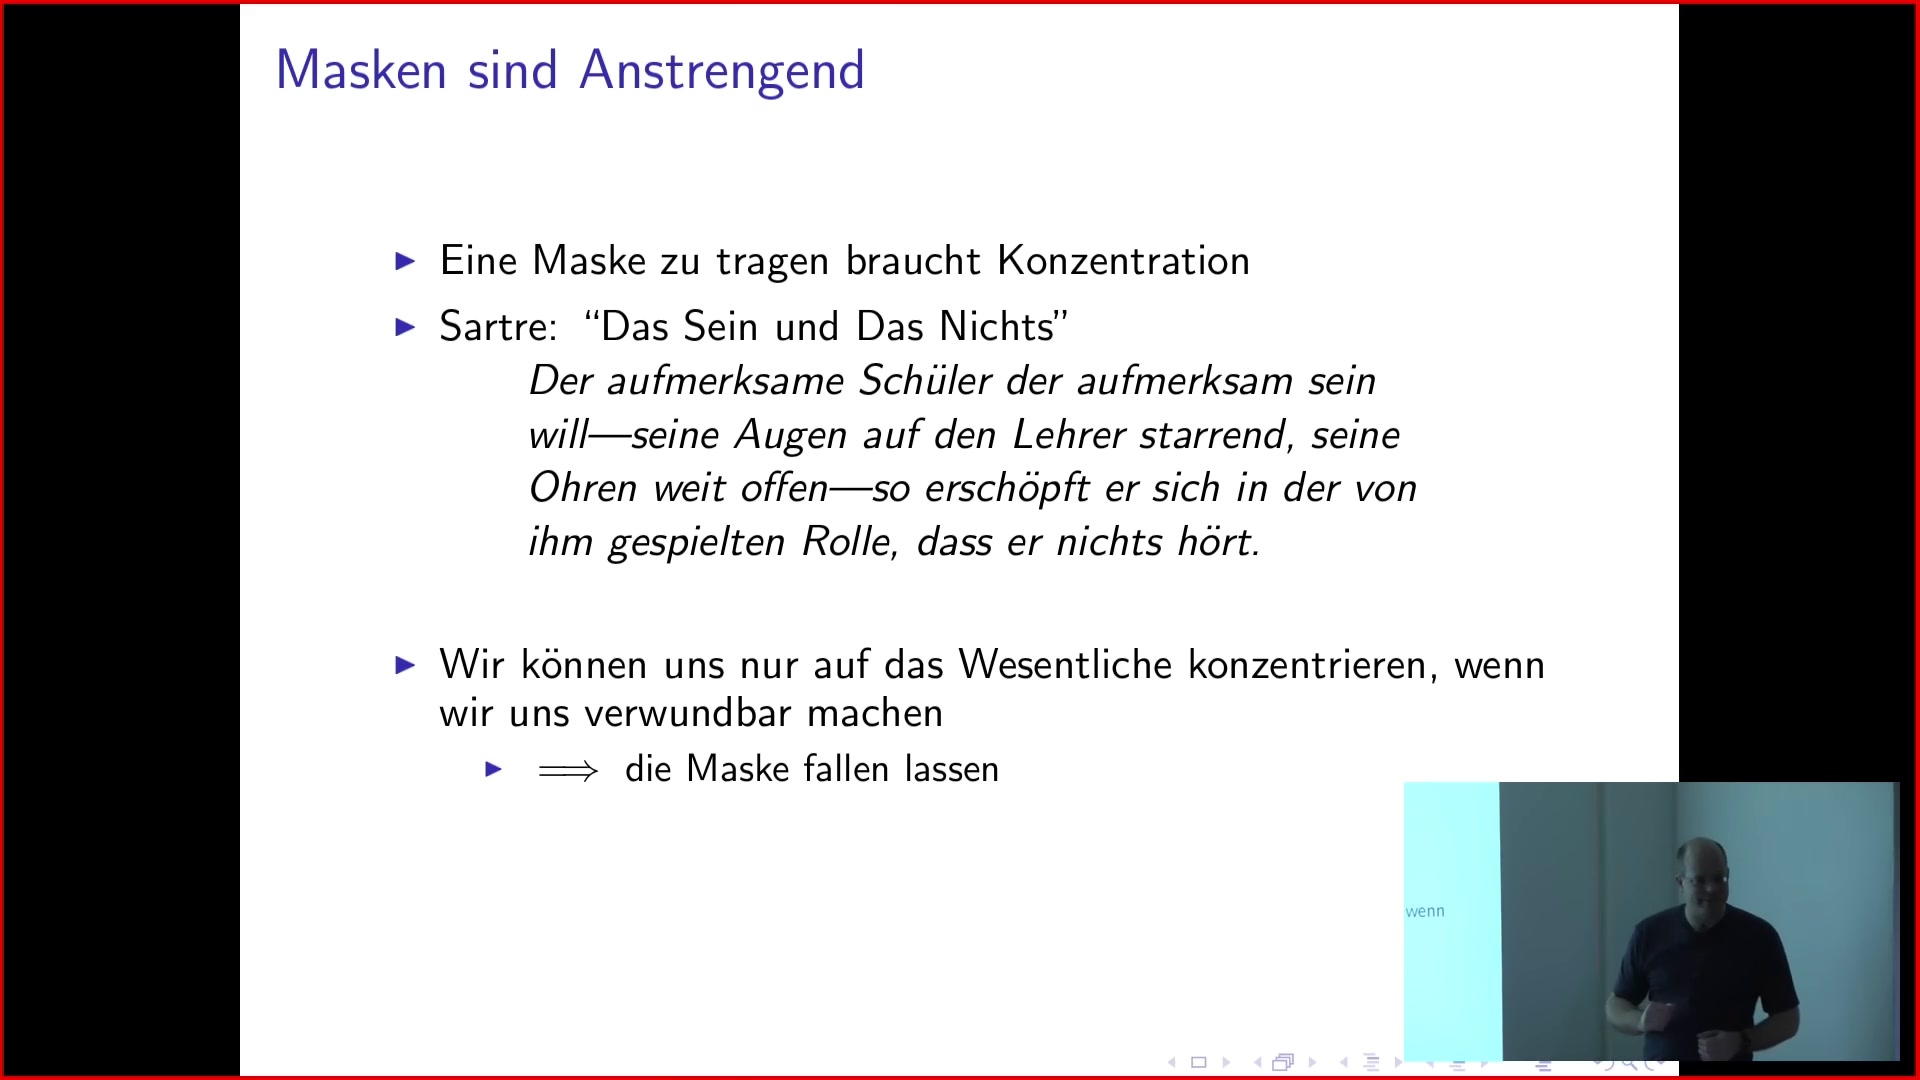 Masken sind Anstrengend
▶ Eine Maske zu tragen braucht Konzentration
▶ Sartre: “Das Sein und Das Nichts”
Der aufmerksame Schüler der aufmerksam sein
will—seine Augen auf den Lehrer starrend, seine
Ohren weit offen—so erschöpft er sich in der von
ihm gespielten Rolle, dass er nichts hört.
▶ Wir können uns nur auf das Wesentliche konzentrieren, wenn
wir uns verwundbar machen
▶ ⟹ die Maske fallen lassen
wenn